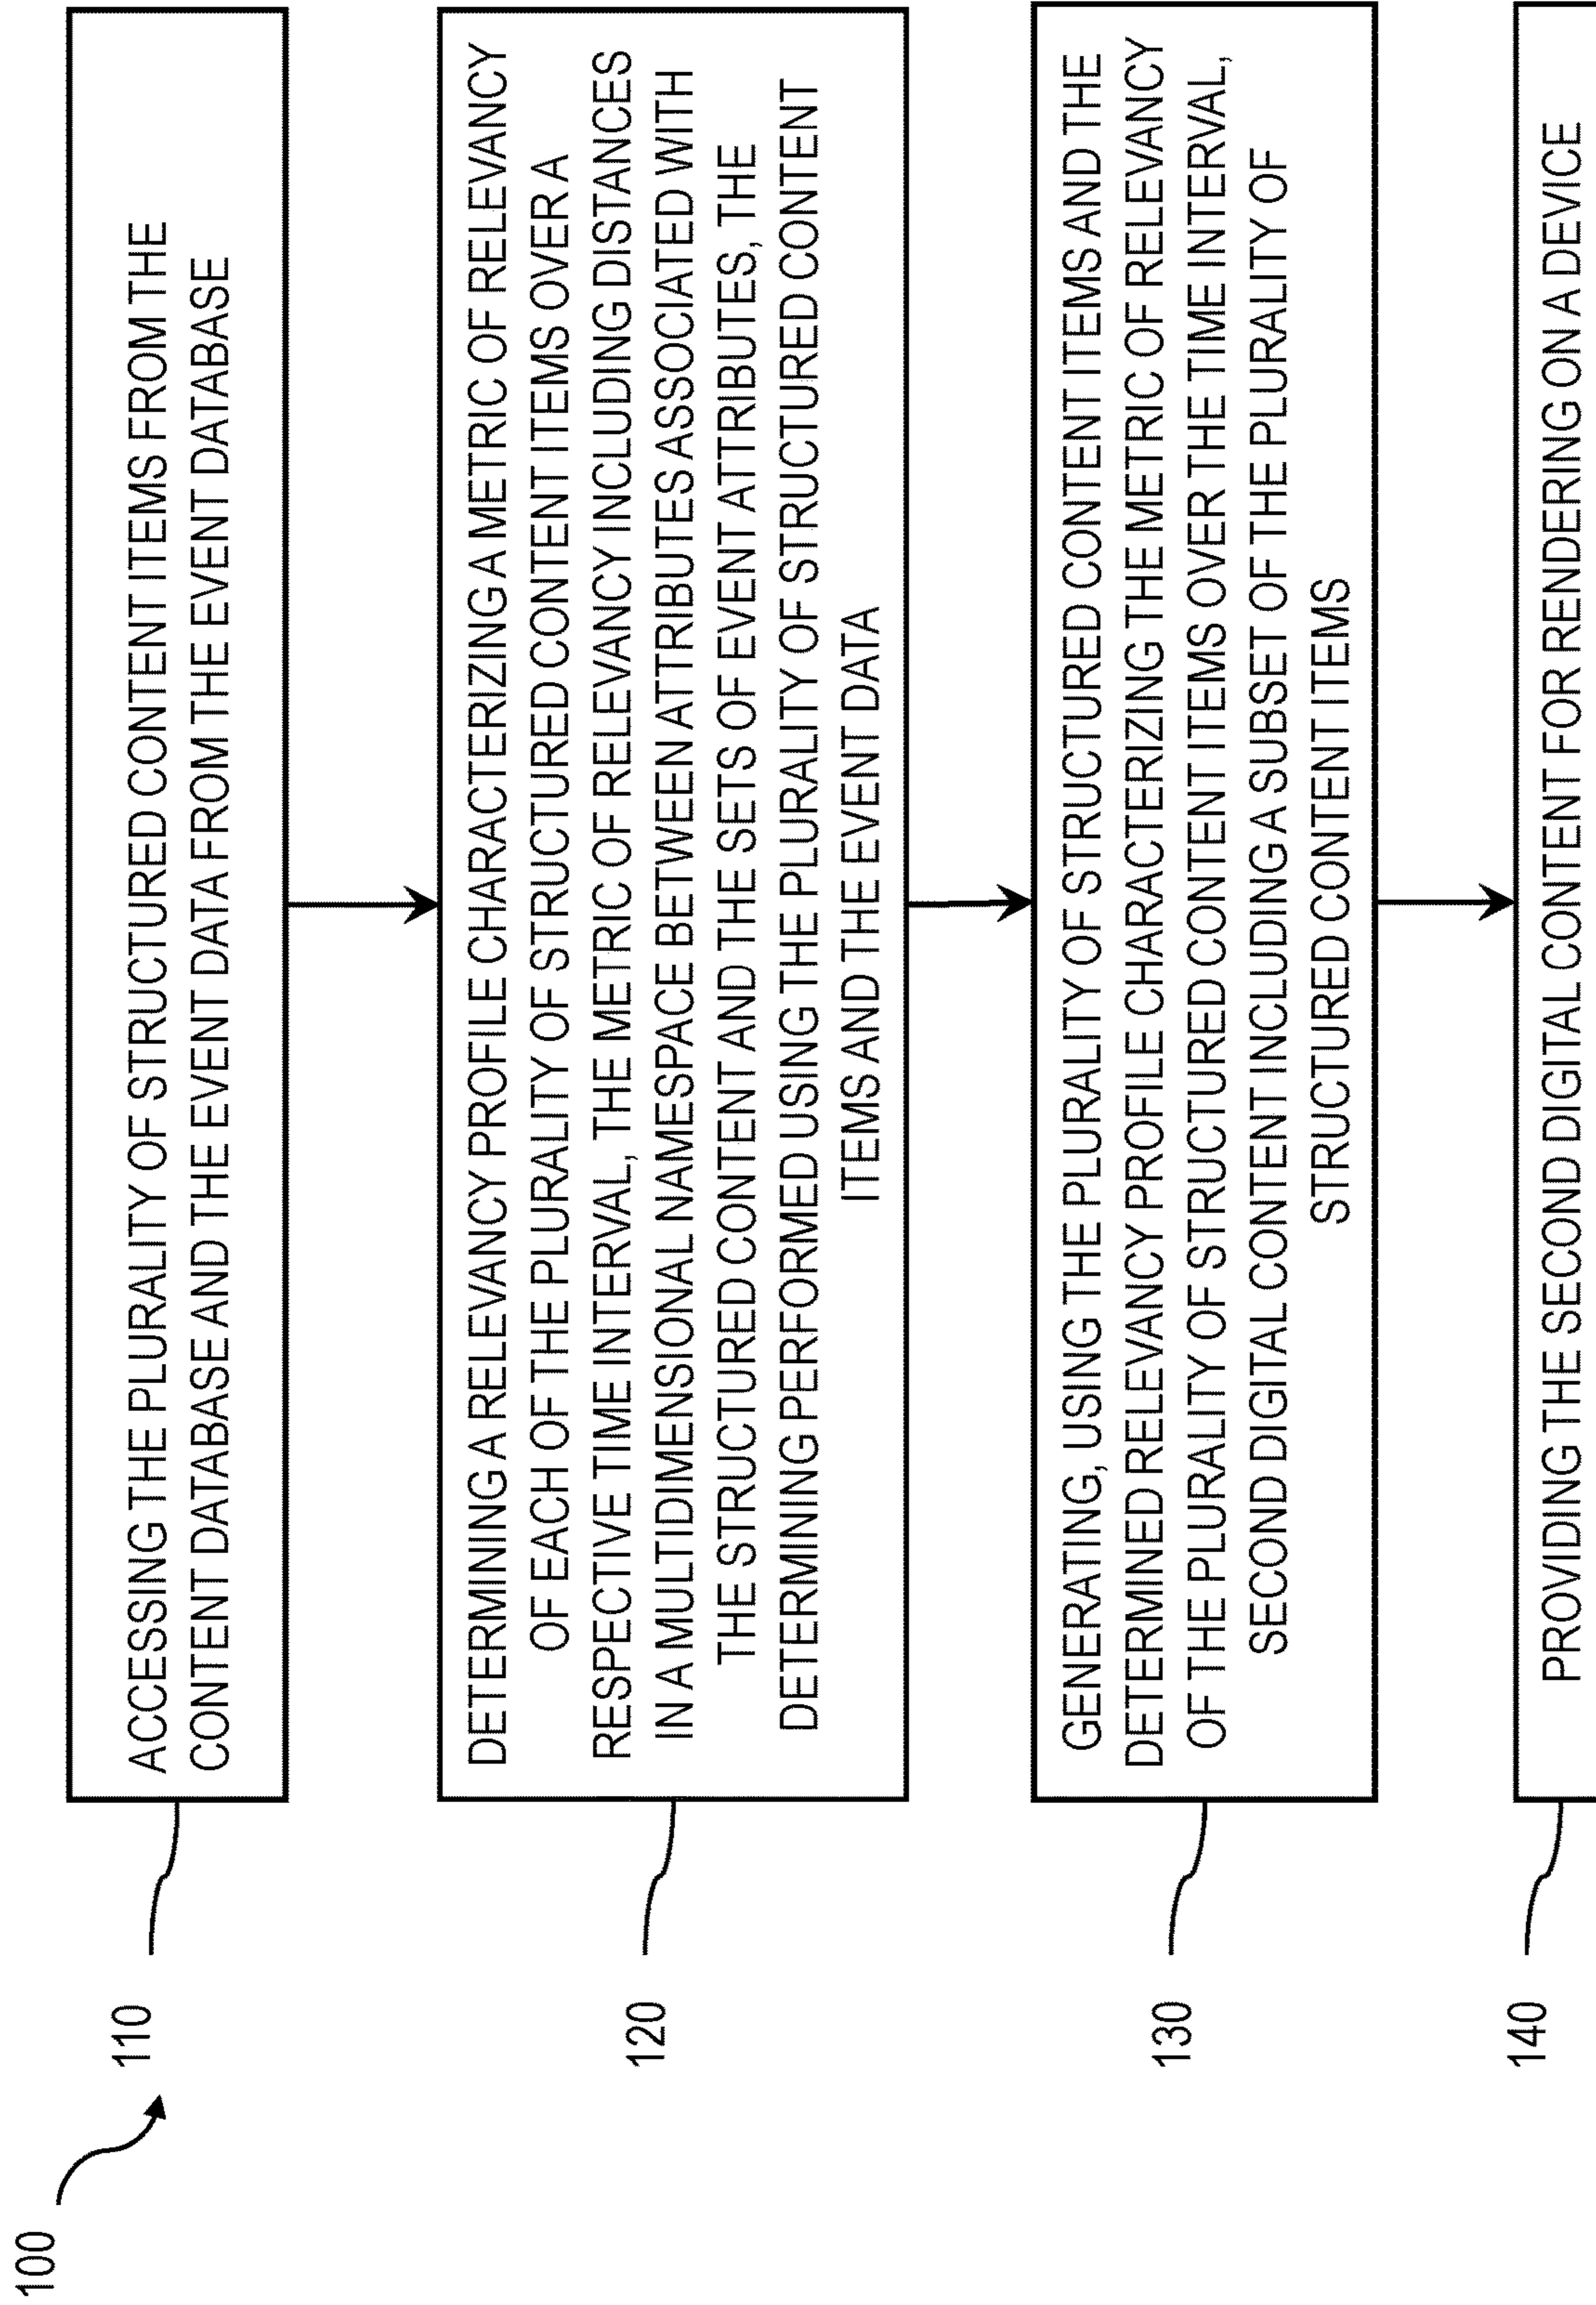 100
110
ACCESSING THE PLURALITY OF STRUCTURED CONTENT ITEMS FROM THE
CONTENT DATABASE AND THE EVENT DATA FROM THE EVENT DATABASE
120
DETERMINING A RELEVANCY PROFILE CHARACTERIZING A METRIC OF RELEVANCY
OF EACH OF THE PLURALITY OF STRUCTURED CONTENT ITEMS OVER A
RESPECTIVE TIME INTERVAL, THE METRIC OF RELEVANCY INCLUDING DISTANCES
IN A MULTIDIMENSIONAL NAMESPACE BETWEEN ATTRIBUTES ASSOCIATED WITH
THE STRUCTURED CONTENT AND THE SETS OF EVENT ATTRIBUTES, THE
DETERMINING PERFORMED USING THE PLURALITY OF STRUCTURED CONTENT
ITEMS AND THE EVENT DATA
130
GENERATING, USING THE PLURALITY OF STRUCTURED CONTENT ITEMS AND THE
DETERMINED RELEVANCY PROFILE CHARACTERIZING THE METRIC OF RELEVANCY
OF THE PLURALITY OF STRUCTURED CONTENT ITEMS OVER THE TIME INTERVAL,
SECOND DIGITAL CONTENT INCLUDING A SUBSET OF THE PLURALITY OF
STRUCTURED CONTENT ITEMS
140
PROVIDING THE SECOND DIGITAL CONTENT FOR RENDERING ON A DEVICE